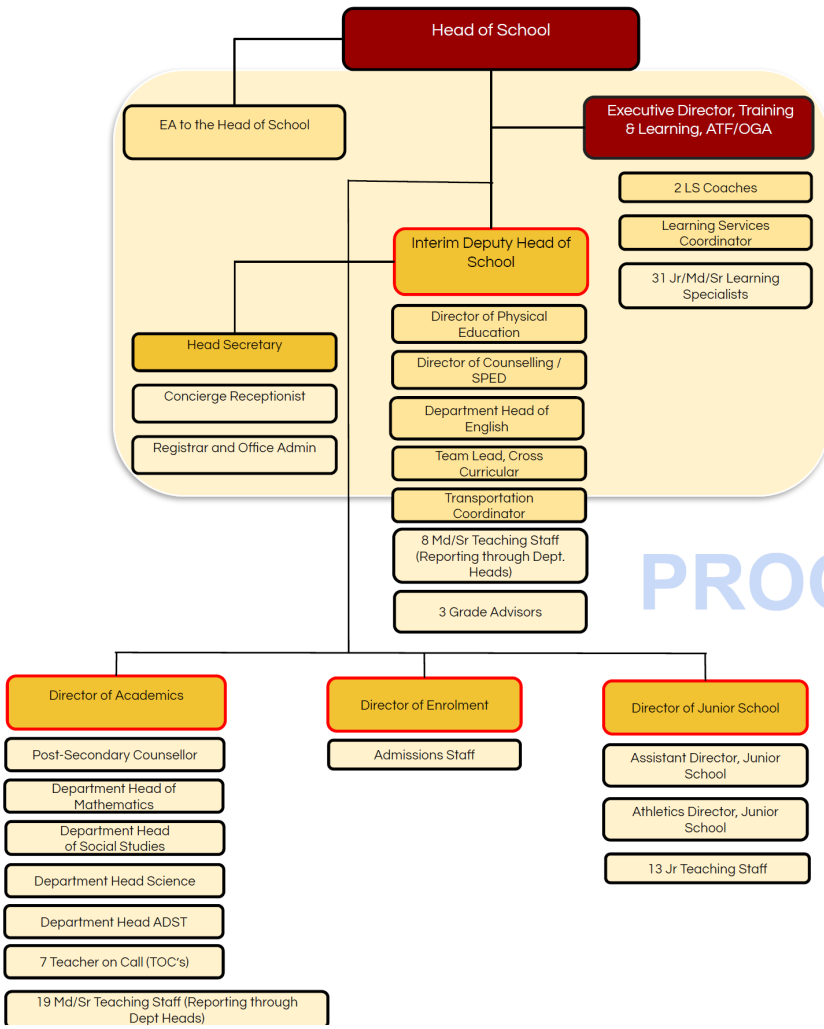 Head of School
EA to the Head of School
Executive Director, Training
& Learning, ATF/OGA
2 LS Coaches
Learning Services
Coordinator
31 Jr/Md/Sr Learning
Specialists
Interim Deputy Head of
School
Director of Physical
Education
Director of Counselling /
SPED
Department Head of
English
Team Lead, Cross
Curricular
Transportation
Coordinator
8 Md/Sr Teaching Staff
(Reporting through Dept.
Heads)
3 Grade Advisors
Head Secretary
Concierge Receptionist
Registrar and Office Admin
Director of Academics
Post-Secondary Counsellor
Department Head of
Mathematics
Department Head
of Social Studies
Department Head Science
Department Head ADST
7 Teacher on Call (TOC's)
19 Md/Sr Teaching Staff (Reporting through
Dept Heads)
Director of Enrolment
Admissions Staff
Director of Junior School
Assistant Director, Junior
School
Athletics Director, Junior
School
13 Jr Teaching Staff